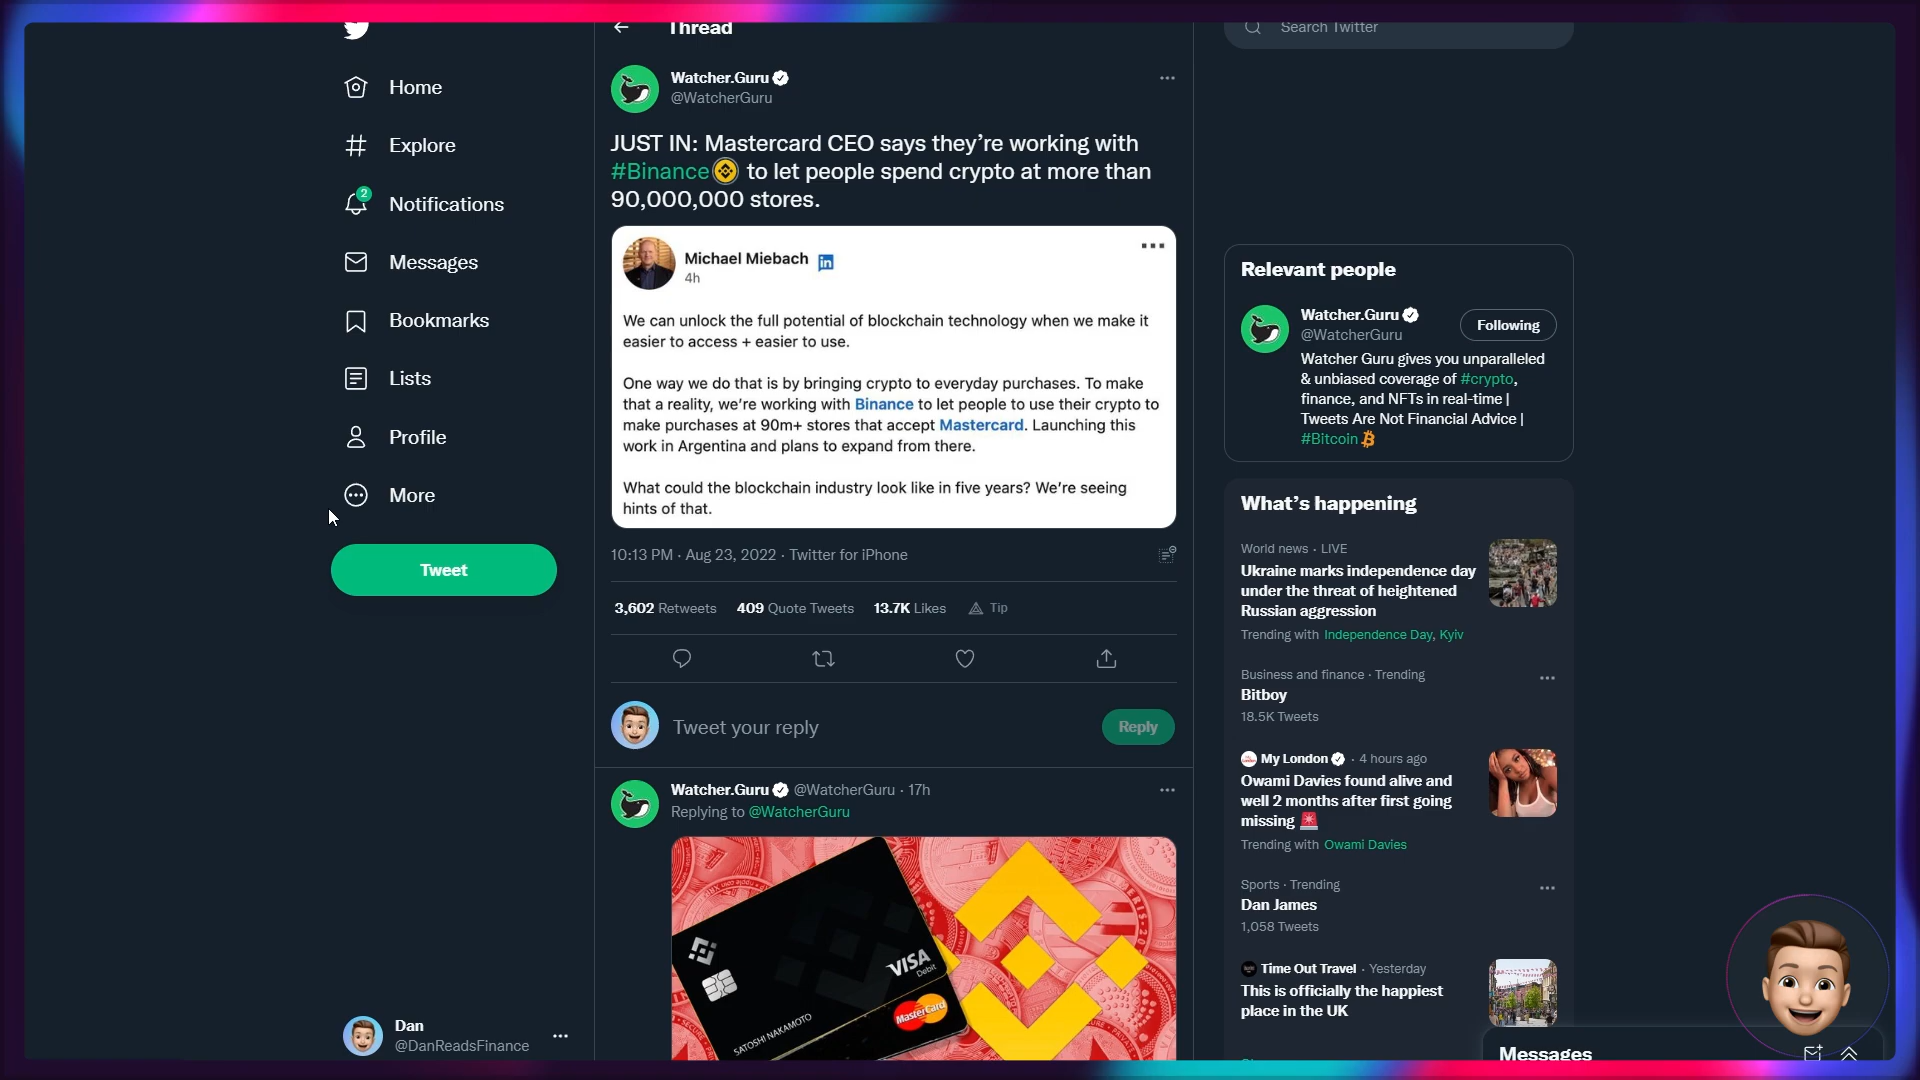 Home
Explore
2
Notifications
Messages
Bookmarks
Lists
Profile
More
Tweet
Dan
@DanReadsFinance
Thread
Watcher.Guru
@WatcherGuru
JUST IN: Mastercard CEO says they're working with
#Binance to let people spend crypto at more than
90,000,000 stores.
Michael Miebach in
4h
We can unlock the full potential of blockchain technology when we make it
easier to access + easier to use.
One way we do that is by bringing crypto to everyday purchases. To make
that a reality, we're working with Binance to let people to use their crypto to
make purchases at 90m+ stores that accept Mastercard. Launching this
work in Argentina and plans to expand from there.
What could the blockchain industry look like in five years? We're seeing
hints of that.
10:13 PM · Aug 23, 2022 · Twitter for iPhone
3,602 Retweets 409 Quote Tweets 13.7K Likes Tip
Tweet your reply
Reply
Watcher.Guru @WatcherGuru · 17h
Replying to @WatcherGuru
VISA
Debit
MasterCard
SATOSHI NAKAMOTO
Search Twitter
Relevant people
Watcher.Guru
@WatcherGuru
Following
Watcher Guru gives you unparalleled
& unbiased coverage of #crypto,
finance, and NFTs in real-time |
Tweets Are Not Financial Advice |
#Bitcoin
What's happening
World news · LIVE
Ukraine marks independence day
under the threat of heightened
Russian aggression
Trending with Independence Day, Kyiv
Business and finance · Trending
Bitboy
18.5K Tweets
My London · 4 hours ago
Owami Davies found alive and
well 2 months after first going
missing
Trending with Owami Davies
Sports · Trending
Dan James
1,058 Tweets
Time Out Travel · Yesterday
This is officially the happiest
place in the UK
Messages